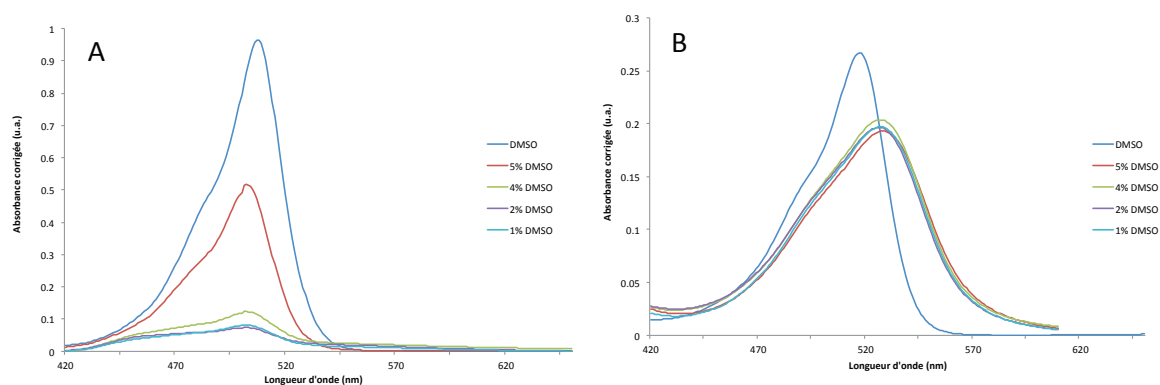 A
Absorbance corrigée (u.a.)
1
0.9
0.8
0.7
0.6
0.5
0.4
0.3
0.2
0.1
0
420
470
520
570
620
Longueur d'onde (nm)
DMSO
5% DMSO
4% DMSO
2% DMSO
1% DMSO
B
Absorbance corrigée (u.a.)
0.3
0.25
0.2
0.15
0.1
0.05
0
420
470
520
570
620
Longueur d'onde (nm)
DMSO
5% DMSO
4% DMSO
2% DMSO
1% DMSO